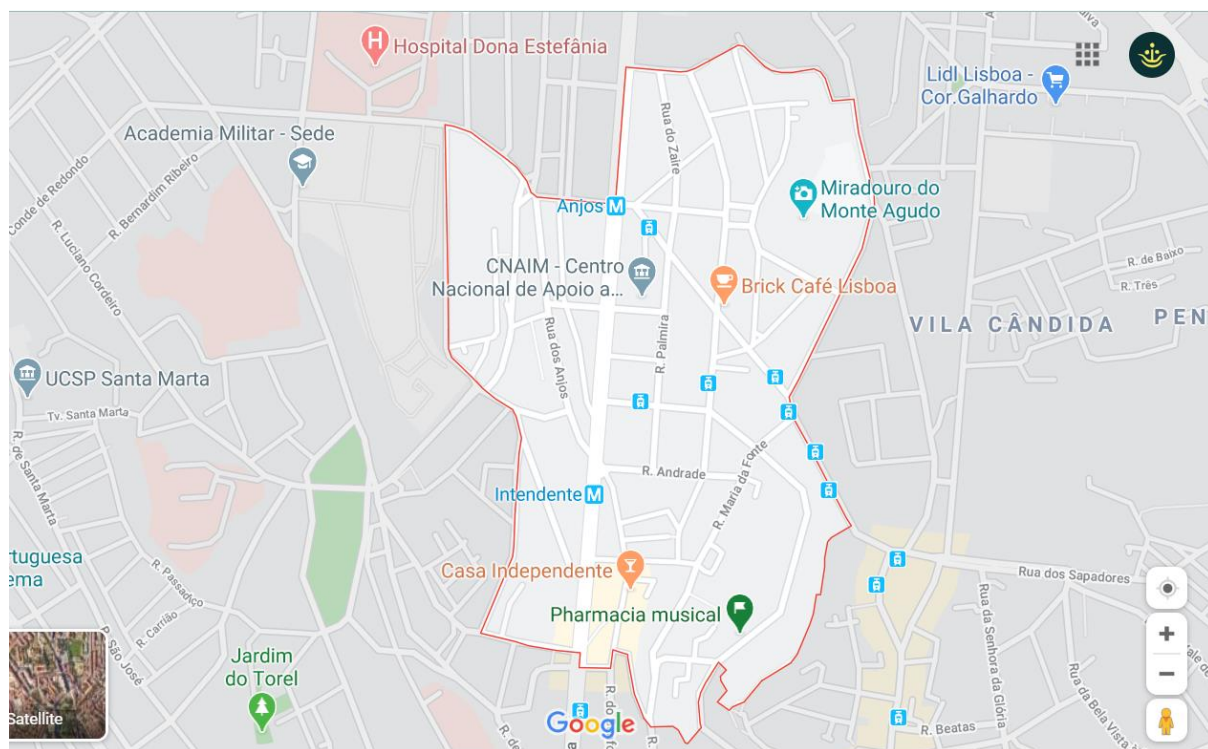 Hospital Dona Estefânia
H
Lidl Lisboa -
Cor.Galhardo
Academia Militar - Sede
Rua do Zaire
R. Bernardim Ribeiro
Conde de Redondo
Miradouro do
Monte Agudo
Anjos M
R. Luciano Cordeiro
CNAIM - Centro
Nacional de Apoio a...
Brick Café Lisboa
R. de Baixo
R. Três
VILA CÂNDIDA
PEN
R. Palmira
Rua dos Anjos
UCSP Santa Marta
Tv. Santa Marta
R. de Santa Marta
R. Andrade
R. Maria da Fonte
Intendente M
rtuguesa
ema
R. Passadiço
Casa Independente
Rua dos Sapadores
Pharmacia musical
R. Carrião
R. São José
Rua da Senhora da Glória
Jardim
do Torel
Satellite
Google
R. do
R. Beatas
Rua da Bela Vista